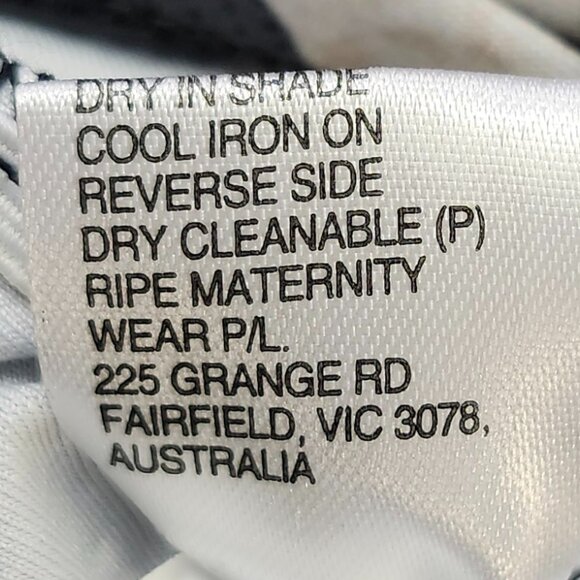 DRY IN SHADE
COOL IRON ON
REVERSE SIDE
DRY CLEANABLE (P)
RIPE MATERNITY
WEAR P/L.
225 GRANGE RD
FAIRFIELD, VIC 3078,
AUSTRALIA